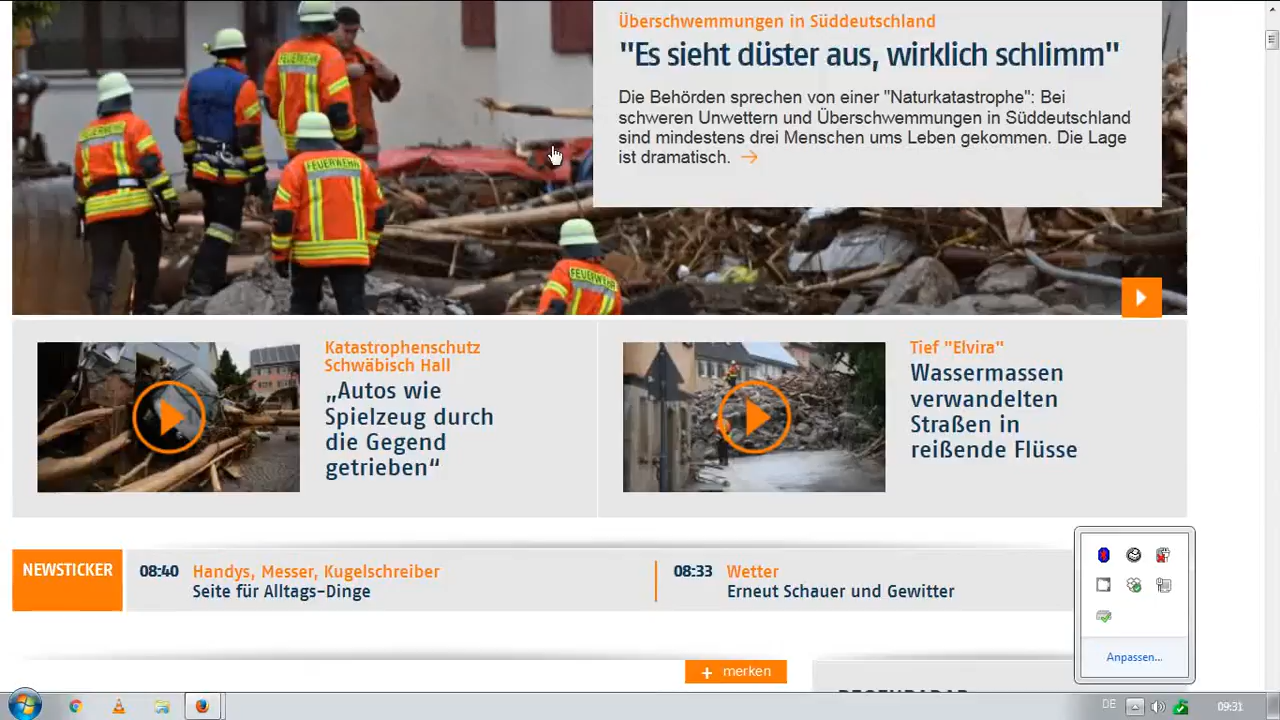 Überschwemmungen in Süddeutschland
"Es sieht düster aus, wirklich schlimm"
Die Behörden sprechen von einer "Naturkatastrophe": Bei
schweren Unwettern und Überschwemmungen in Süddeutschland
sind mindestens drei Menschen ums Leben gekommen. Die Lage
ist dramatisch. →
FEUERWEHR
FEUERWEHR
FEUERWEHR
FEUERWEHR
Katastrophenschutz
Schwäbisch Hall
„Autos wie
Spielzeug durch
die Gegend
getrieben“
Tief "Elvira"
Wassermassen
verwandelten
Straßen in
reißende Flüsse
NEWSTICKER
08:40 Handys, Messer, Kugelschreiber
Seite für Alltags-Dinge
08:33 Wetter
Erneut Schauer und Gewitter
+ merken
Anpassen...
DE
09:31